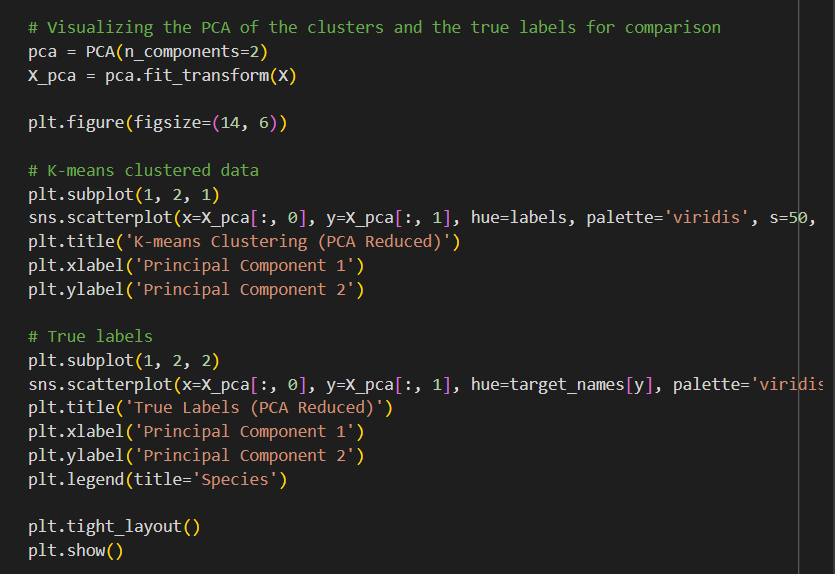 # Visualizing the PCA of the clusters and the true labels for comparison
pca = PCA(n_components=2)
X_pca = pca.fit_transform(X)
plt.figure(figsize=(14, 6))
# K-means clustered data
plt.subplot(1, 2, 1)
sns.scatterplot(x=X_pca[:, 0], y=X_pca[:, 1], hue=labels, palette='viridis', s=50,
plt.title('K-means Clustering (PCA Reduced)')
plt.xlabel('Principal Component 1')
plt.ylabel('Principal Component 2')
# True labels
plt.subplot(1, 2, 2)
sns.scatterplot(x=X_pca[:, 0], y=X_pca[:, 1], hue=target_names[y], palette='viridis
plt.title('True Labels (PCA Reduced)')
plt.xlabel('Principal Component 1')
plt.ylabel('Principal Component 2')
plt.legend(title='Species')
plt.tight_layout()
plt.show()